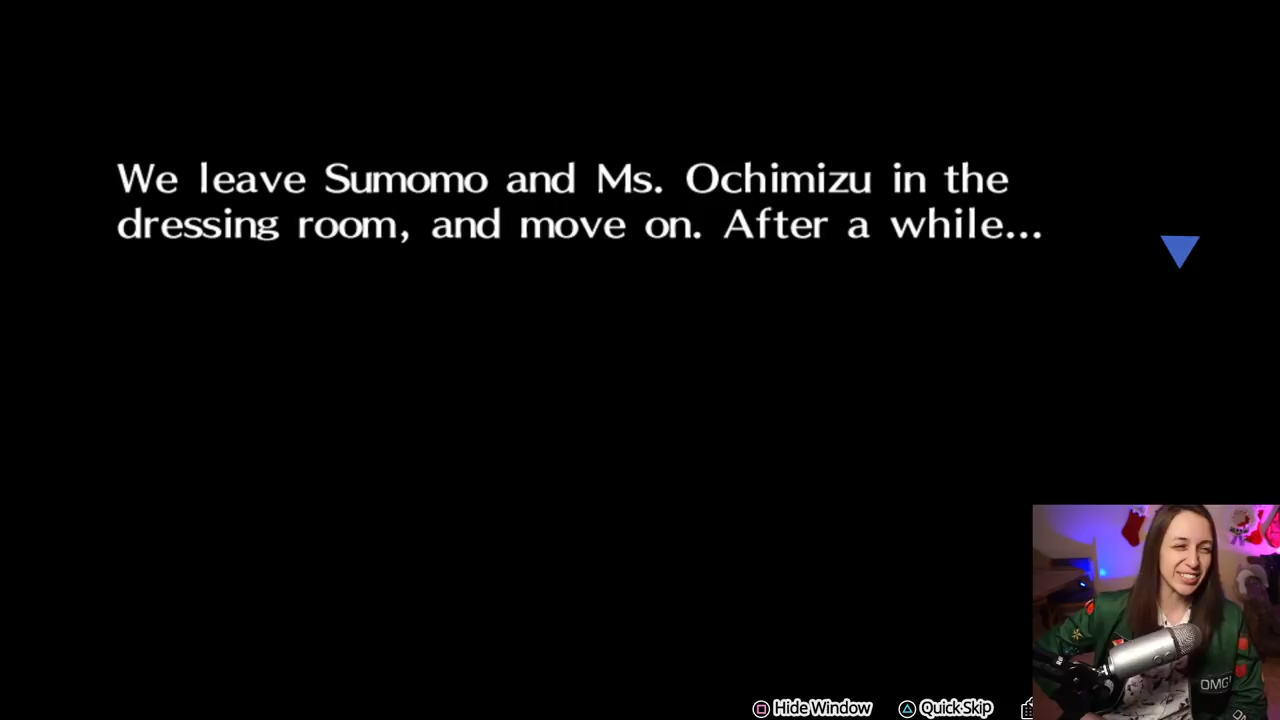 We leave Sumomo and Ms. Ochimizu in the
dressing room, and move on. After a while...
OMG!
Hide Window
Quick Skip